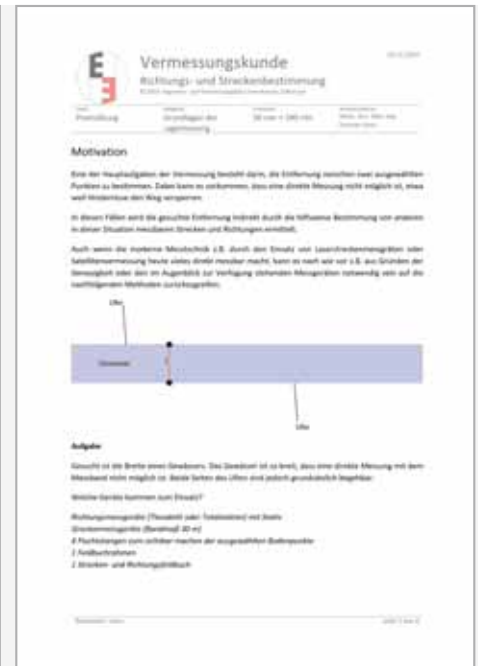 Vermessungskunde
Richtungs- und Streckenbestimmung
Motivation
Eine der Hauptaufgaben der Vermessung besteht darin, die Entfernung zwischen zwei ausgewählten
Punkten zu bestimmen. Dabei kann es vorkommen, dass eine direkte Messung nicht möglich ist, etwa
weil Hindernisse den Weg versperren.
In diesen Fällen wird die gesuchte Entfernung indirekt durch die hilfsweise Bestimmung von anderen
in dieser Situation messbaren Strecken und Richtungen ermittelt.
Auch wenn die moderne Messtechnik z.B. durch den Einsatz von Laserstreckenmessgeräten oder
Satellitenvermessung heute vieles direkt messbar macht, kann es nach wie vor z.B. aus Gründen der
Genauigkeit oder den im Augenblick zur Verfügung stehenden Messgeräten notwendig sein auf die
nachfolgenden Methoden zurückzugreifen.
Ufer
Gewässer
Ufer
Aufgabe
Gesucht ist die Breite eines Gewässers. Das Gewässer ist so breit, dass eine direkte Messung mit dem
Messband nicht möglich ist. Beide Seiten des Ufers sind jedoch grundsätzlich begehbar.
Welche Geräte kommen zum Einsatz?
Richtungsmessgeräte (Theodolit oder Totalstation) mit Stativ
Streckenmessgeräte (Bandmaß 30 m)
4 Fluchtstangen zum sichtbar machen der ausgewählten Bodenpunkte
1 Feldbuchrahmen
1 Strecken- und Richtungsfeldbuch